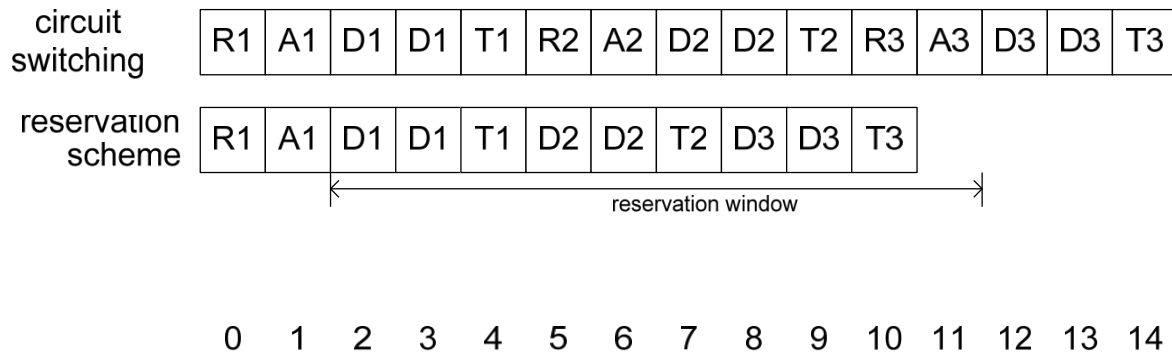 circuit
switching
R1 A1 D1 D1 T1 R2 A2 D2 D2 T2 R3 A3 D3 D3 T3
reservation
scheme
R1 A1 D1 D1 T1 D2 D2 T2 D3 D3 T3
reservation window
0 1 2 3 4 5 6 7 8 9 10 11 12 13 14